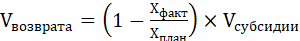 Vвозврата = (1 − Xфакт / Xплан) × Vсубсидии